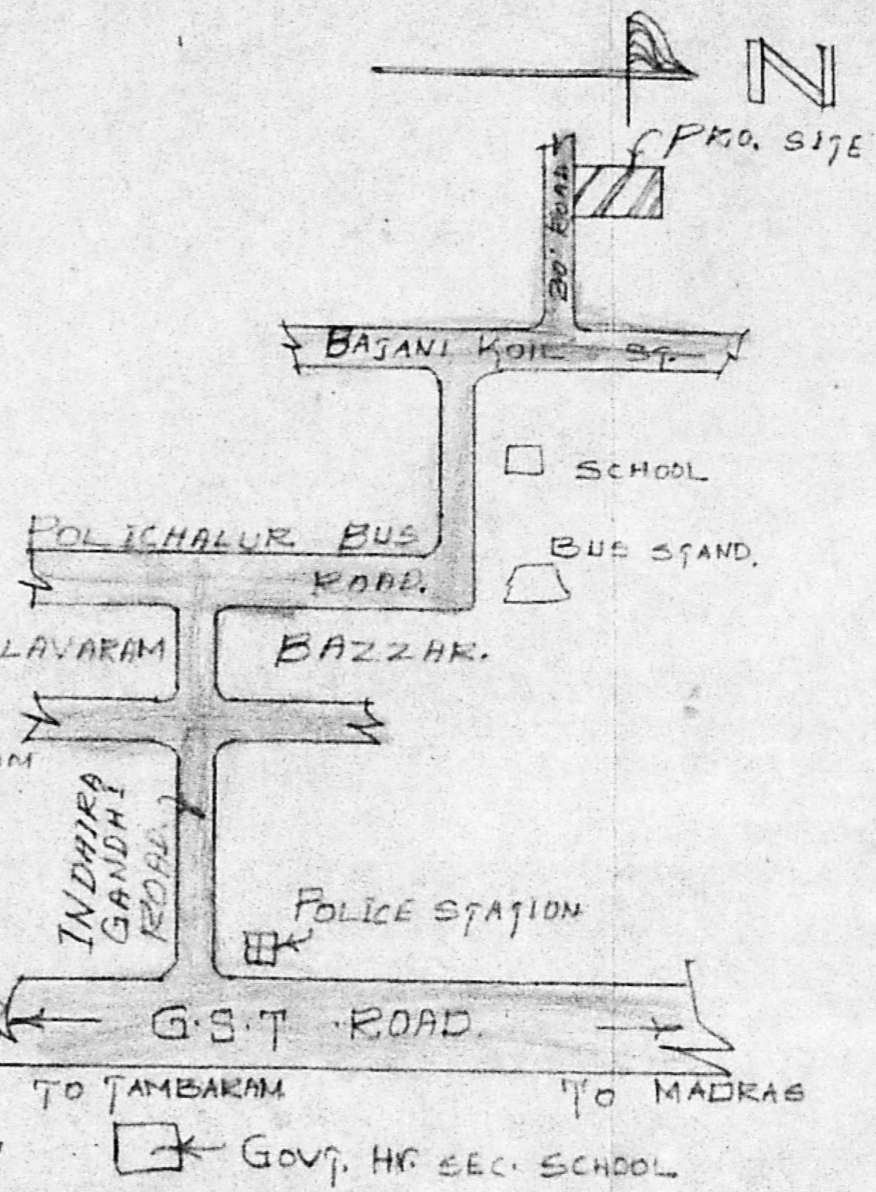 N
PRO. SITE
30' ROAD
BAJANI KOIL ST.
SCHOOL
POLICHALUR BUS
ROAD.
BUS STAND.
LAVARAM BAZZAR.
OM
INDHIRA
GANDHI
ROAD.
POLICE STATION
G.S.T ROAD.
TO TAMBARAM
TO MADRAS
GOVT. Hr. SEC. SCHOOL